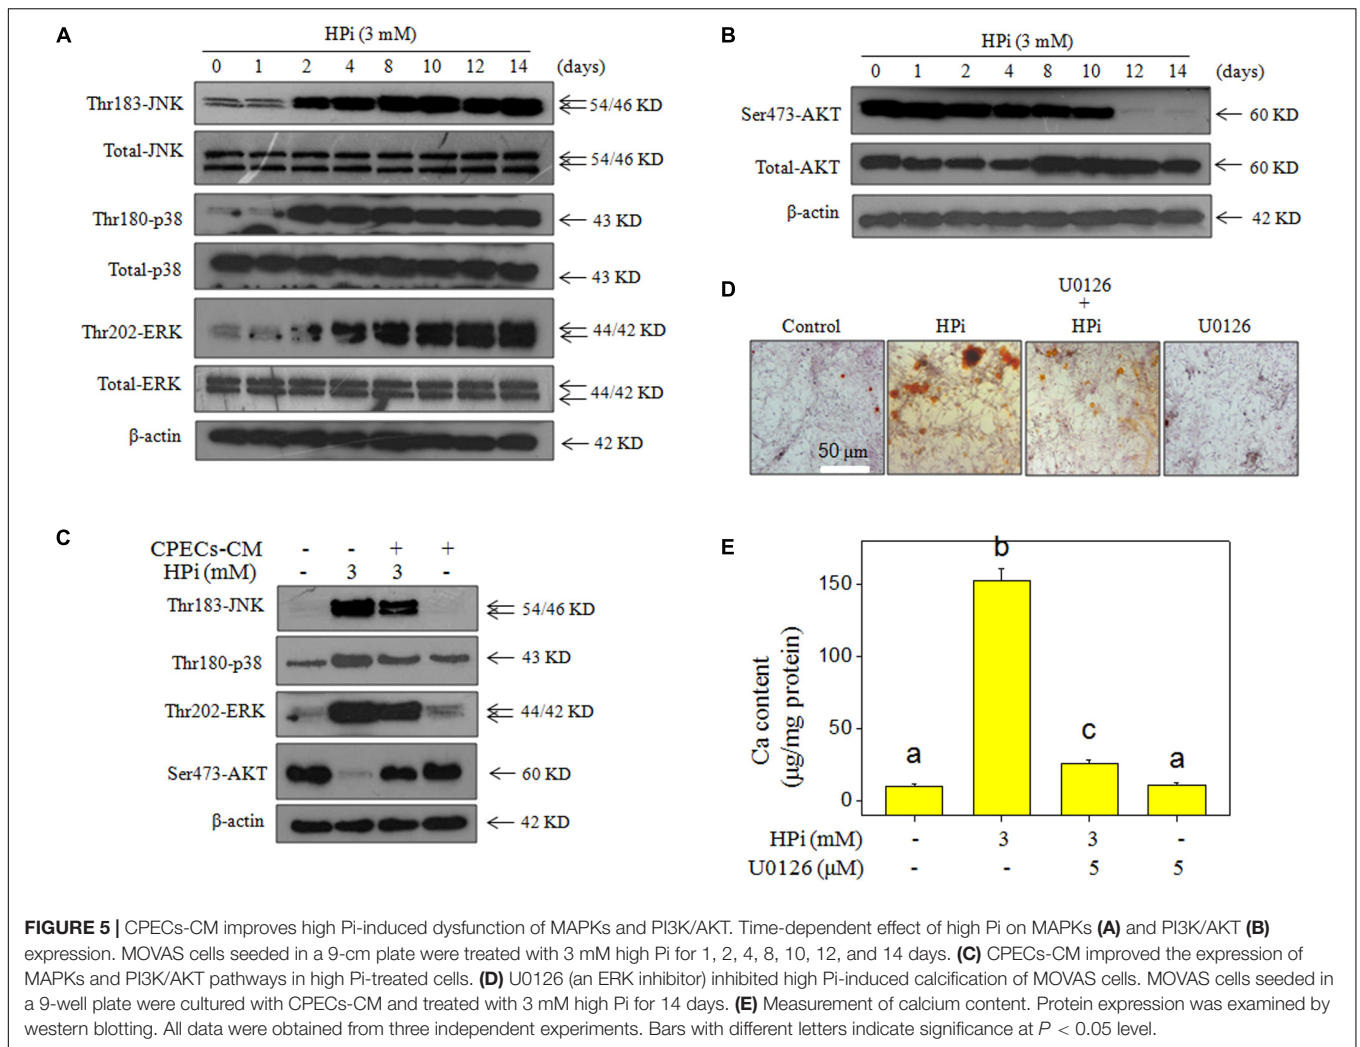 A
HPi (3 mM)
0 1 2 4 8 10 12 14 (days)
Thr183-JNK 54/46 KD
Total-JNK 54/46 KD
Thr180-p38 43 KD
Total-p38 43 KD
Thr202-ERK 44/42 KD
Total-ERK 44/42 KD
β-actin 42 KD
B
HPi (3 mM)
0 1 2 4 8 10 12 14 (days)
Ser473-AKT 60 KD
Total-AKT 60 KD
β-actin 42 KD
C
CPECs-CM - - + +
HPi (mM) - 3 3 -
Thr183-JNK 54/46 KD
Thr180-p38 43 KD
Thr202-ERK 44/42 KD
Ser473-AKT 60 KD
β-actin 42 KD
D
U0126
+
Control HPi HPi U0126
50 μm
E
Ca content
(μg/mg protein)
150
100
50
0
a b c a
HPi (mM) - 3 3 -
U0126 (μM) - - 5 5
FIGURE 5 | CPECs-CM improves high Pi-induced dysfunction of MAPKs and PI3K/AKT. Time-dependent effect of high Pi on MAPKs (A) and PI3K/AKT (B)
expression. MOVAS cells seeded in a 9-cm plate were treated with 3 mM high Pi for 1, 2, 4, 8, 10, 12, and 14 days. (C) CPECs-CM improved the expression of
MAPKs and PI3K/AKT pathways in high Pi-treated cells. (D) U0126 (an ERK inhibitor) inhibited high Pi-induced calcification of MOVAS cells. MOVAS cells seeded in
a 9-well plate were cultured with CPECs-CM and treated with 3 mM high Pi for 14 days. (E) Measurement of calcium content. Protein expression was examined by
western blotting. All data were obtained from three independent experiments. Bars with different letters indicate significance at P < 0.05 level.